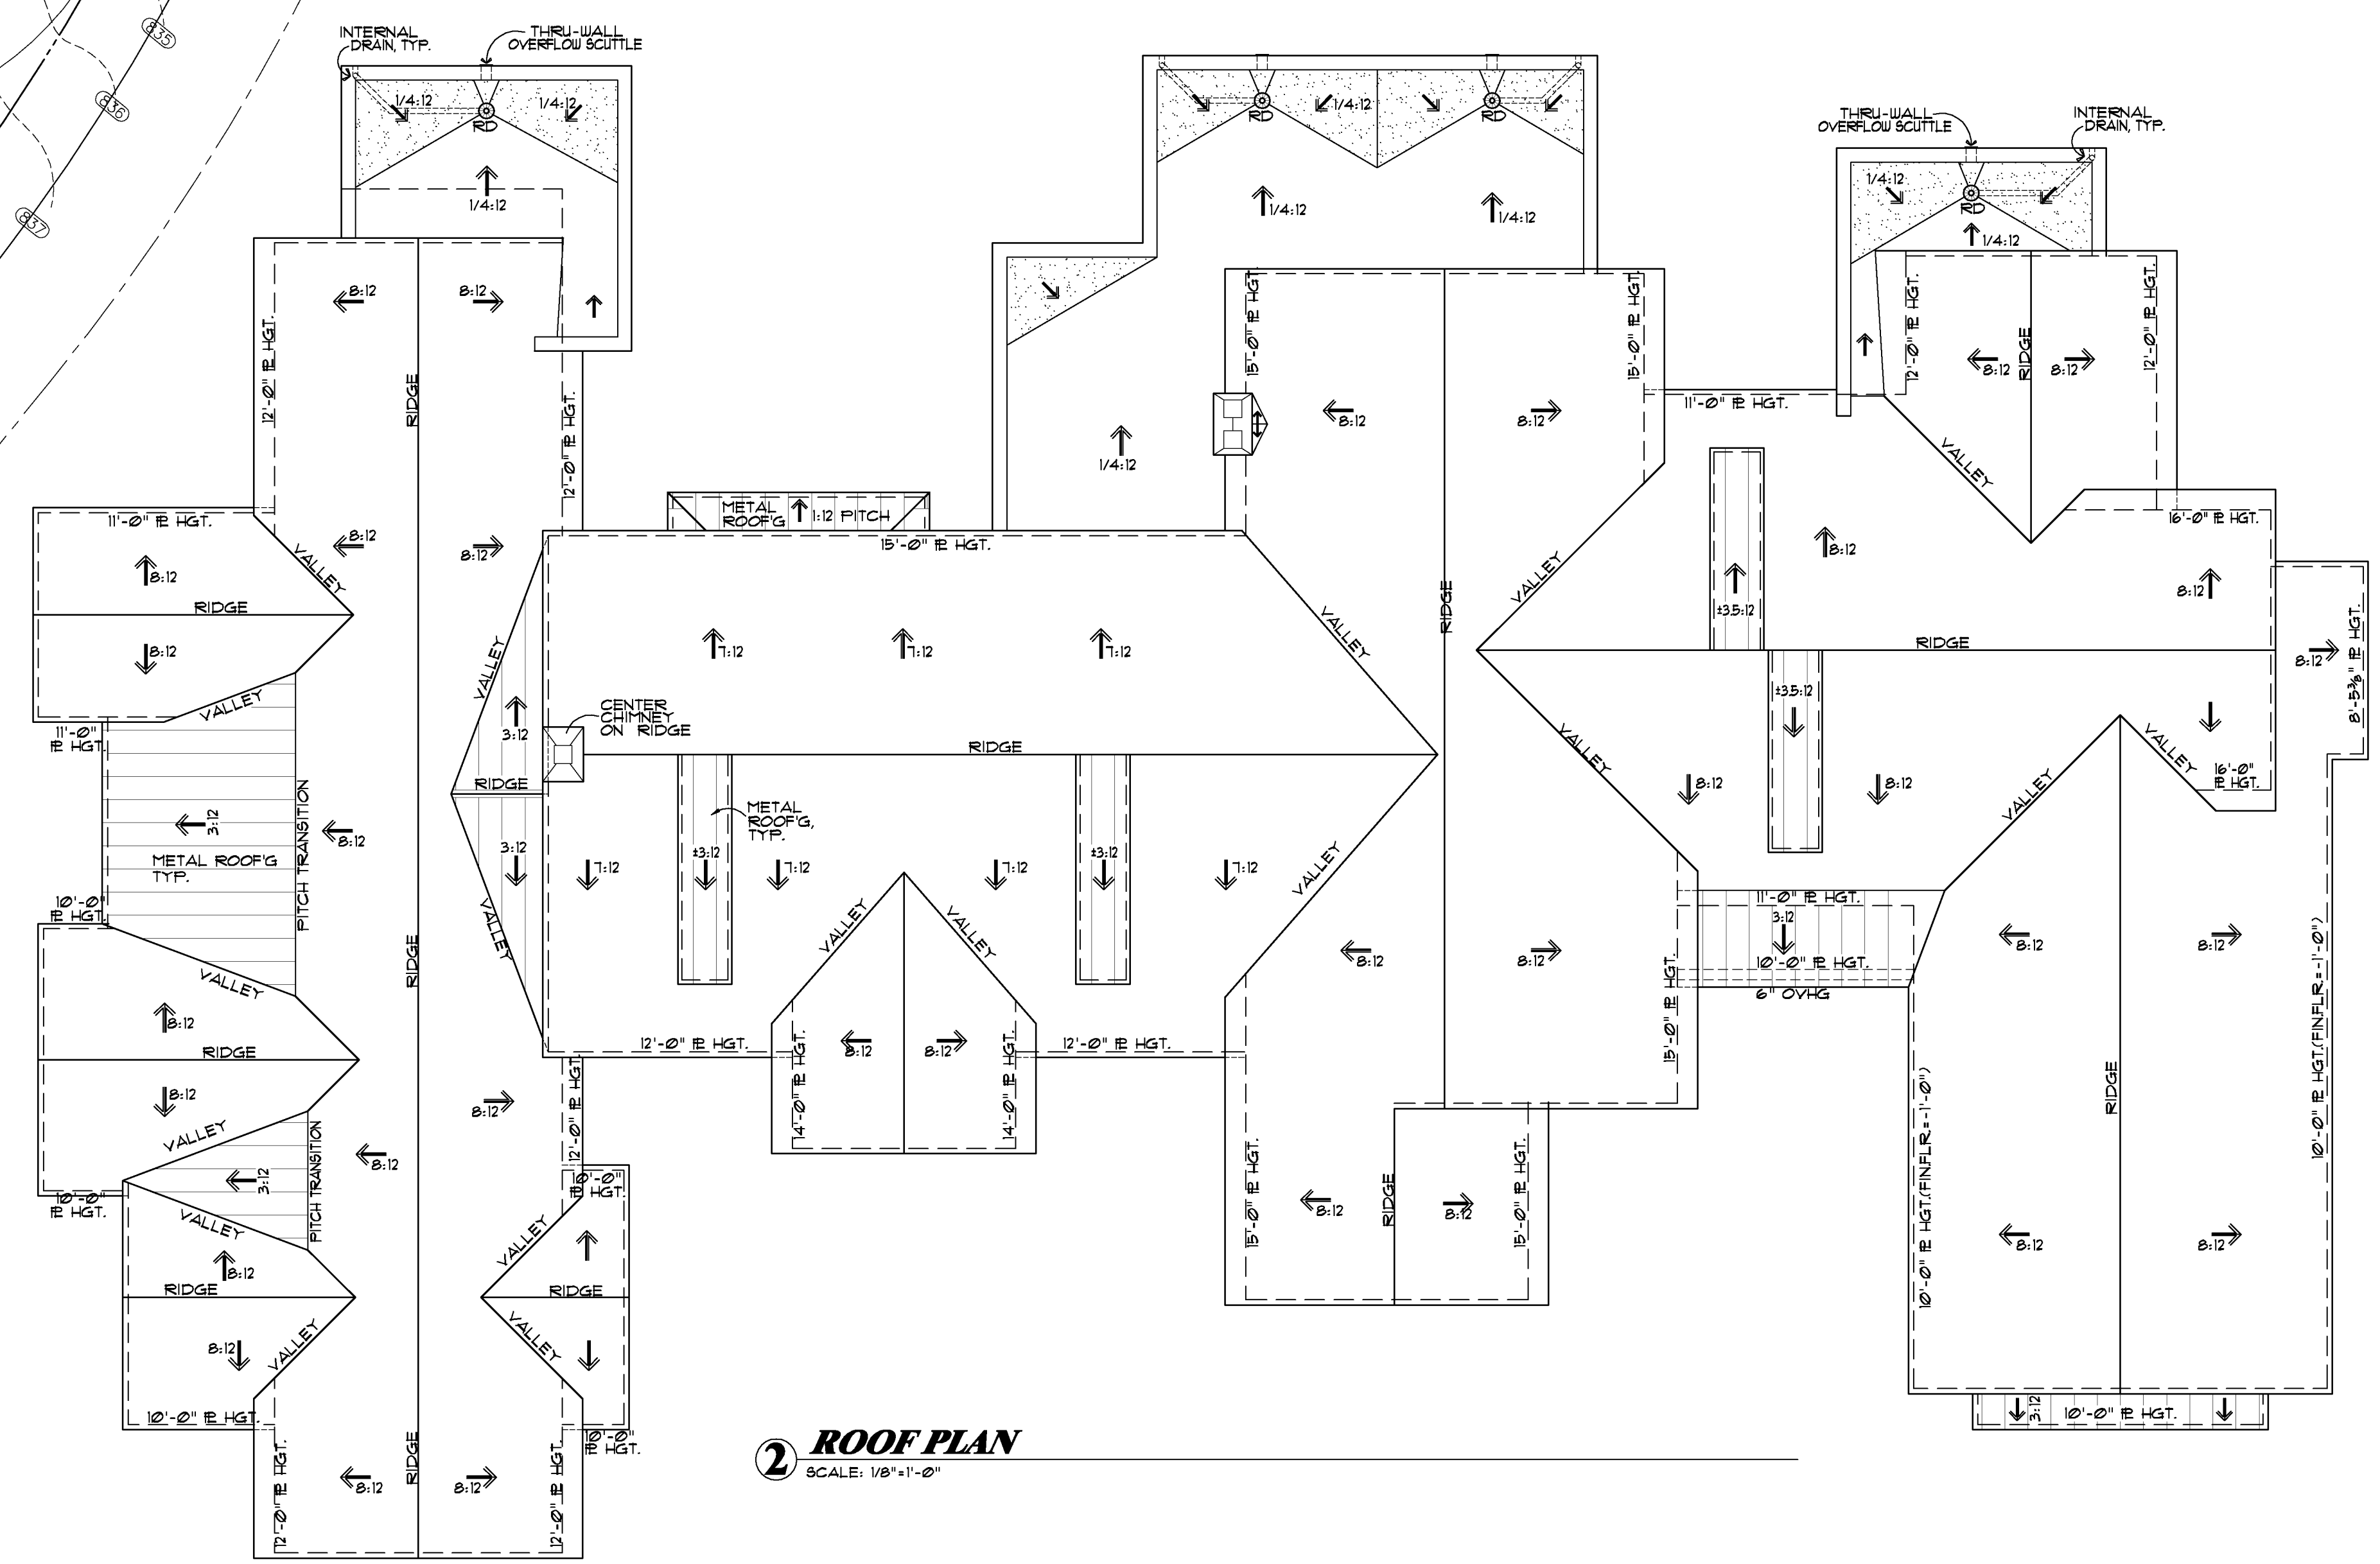 835
836
837
INTERNAL
DRAIN, TYP.
THRU-WALL
OVERFLOW SCUTTLE
1/4:12
1/4:12
RD
1/4:12
8:12
8:12
12'-0" PL HGT.
RIDGE
12'-0" PL HGT.
1/4:12
RD
RD
1/4:12
1/4:12
1/4:12
15'-0" PL HGT.
15'-0" PL HGT.
8:12
8:12
THRU-WALL
OVERFLOW SCUTTLE
INTERNAL
DRAIN, TYP.
1/4:12
RD
1/4:12
12'-0" PL HGT.
RIDGE
12'-0" PL HGT.
8:12
8:12
11'-0" PL HGT.
VALLEY
16'-0" PL HGT.
11'-0" PL HGT.
8:12
8:12
VALLEY
8:12
RIDGE
8:12
VALLEY
11'-0"
PL HGT.
METAL
ROOF'G
1:12 PITCH
15'-0" PL HGT.
VALLEY
7:12
7:12
7:12
VALLEY
RIDGE
VALLEY
±3.5:12
8:12
8:12
RIDGE
8:12
8'-5⅜" PL HGT.
3:12
CENTER
CHIMNEY
ON RIDGE
RIDGE
RIDGE
±3.5:12
VALLEY
VALLEY
VALLEY
16'-0"
PL HGT.
3:12
METAL ROOF'G
TYP.
PITCH TRANSITION
8:12
METAL
ROOF'G,
TYP.
3:12
7:12
±3:12
7:12
7:12
±3:12
7:12
8:12
8:12
10'-0"
PL HGT.
VALLEY
RIDGE
VALLEY
VALLEY
VALLEY
VALLEY
8:12
8:12
11'-0" PL HGT.
3:12
10'-0" PL HGT.
6" OVHG
8:12
8:12
8:12
RIDGE
8:12
12'-0" PL HGT.
14'-0" PL HGT.
8:12
8:12
14'-0" PL HGT.
12'-0" PL HGT.
15'-0" PL HGT.
10'-0" PL HGT.(FIN.FLR.=-1'-0")
RIDGE
10'-0" PL HGT.(FIN.FLR.=-1'-0")
8:12
12'-0" PL HGT.
VALLEY
3:12
PITCH TRANSITION
8:12
10'-0"
PL HGT.
10'-0"
PL HGT.
VALLEY
VALLEY
15'-0" PL HGT.
8:12
RIDGE
8:12
15'-0" PL HGT.
8:12
8:12
8:12
RIDGE
RIDGE
8:12
VALLEY
VALLEY
10'-0" PL HGT.
10'-0"
PL HGT.
3:12
10'-0" PL HGT.
12'-0" PL HGT.
8:12
RIDGE
8:12
12'-0" PL HGT.
2
ROOF PLAN
SCALE: 1/8"=1'-0"